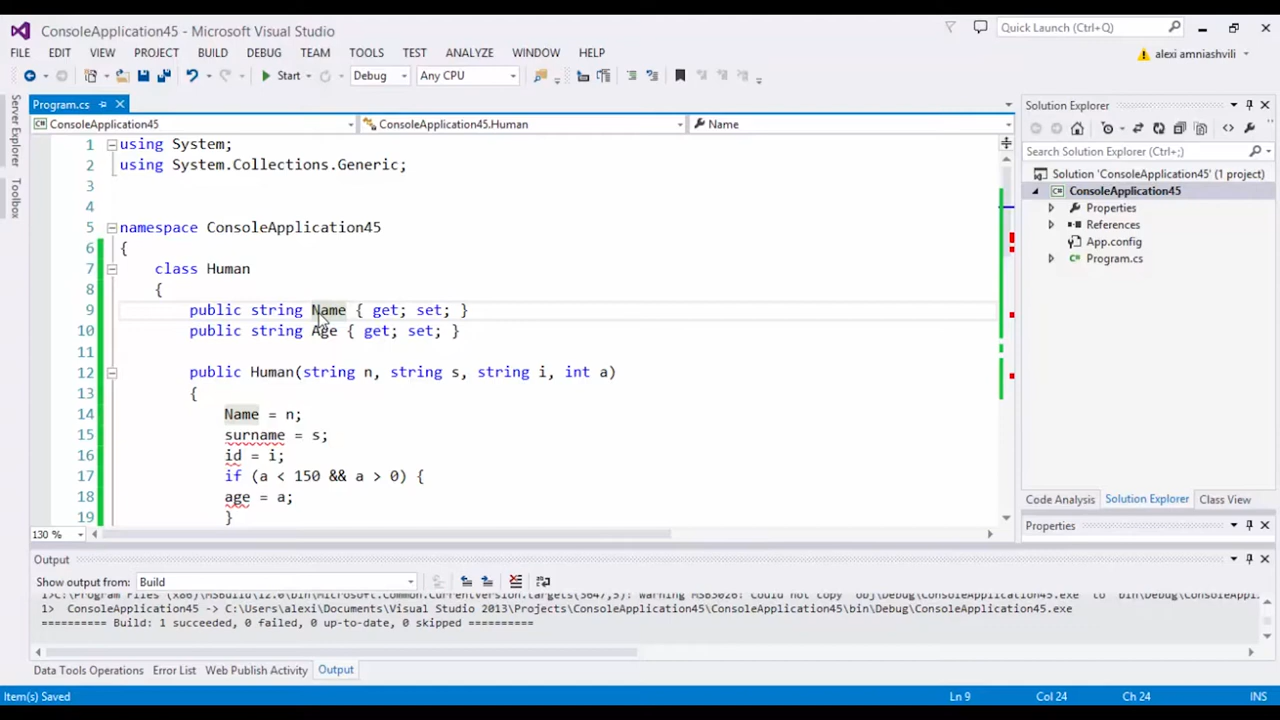 ConsoleApplication45 - Microsoft Visual Studio
Quick Launch (Ctrl+Q)
FILE EDIT VIEW PROJECT BUILD DEBUG TEAM TOOLS TEST ANALYZE WINDOW HELP
alexi amniashvili
Start Debug Any CPU
Program.cs
Solution Explorer
ConsoleApplication45 ConsoleApplication45.Human Name
Server Explorer
Toolbox
Search Solution Explorer (Ctrl+;)
Solution 'ConsoleApplication45' (1 project)
ConsoleApplication45
Properties
References
App.config
Program.cs
1 using System;
2 using System.Collections.Generic;
3
4
5 namespace ConsoleApplication45
6 {
7 class Human
8 {
9 public string Name { get; set; }
10 public string Age { get; set; }
11
12 public Human(string n, string s, string i, int a)
13 {
14 Name = n;
15 surname = s;
16 id = i;
17 if (a < 150 && a > 0) {
18 age = a;
19 }
130 %
Code Analysis Solution Explorer Class View
Properties
Output
Show output from: Build
1> ConsoleApplication45 -> C:\Users\alexi\Documents\Visual Studio 2013\Projects\ConsoleApplication45\ConsoleApplication45\bin\Debug\ConsoleApplication45.exe
========== Build: 1 succeeded, 0 failed, 0 up-to-date, 0 skipped ==========
Data Tools Operations Error List Web Publish Activity Output
Item(s) Saved Ln 9 Col 24 Ch 24 INS